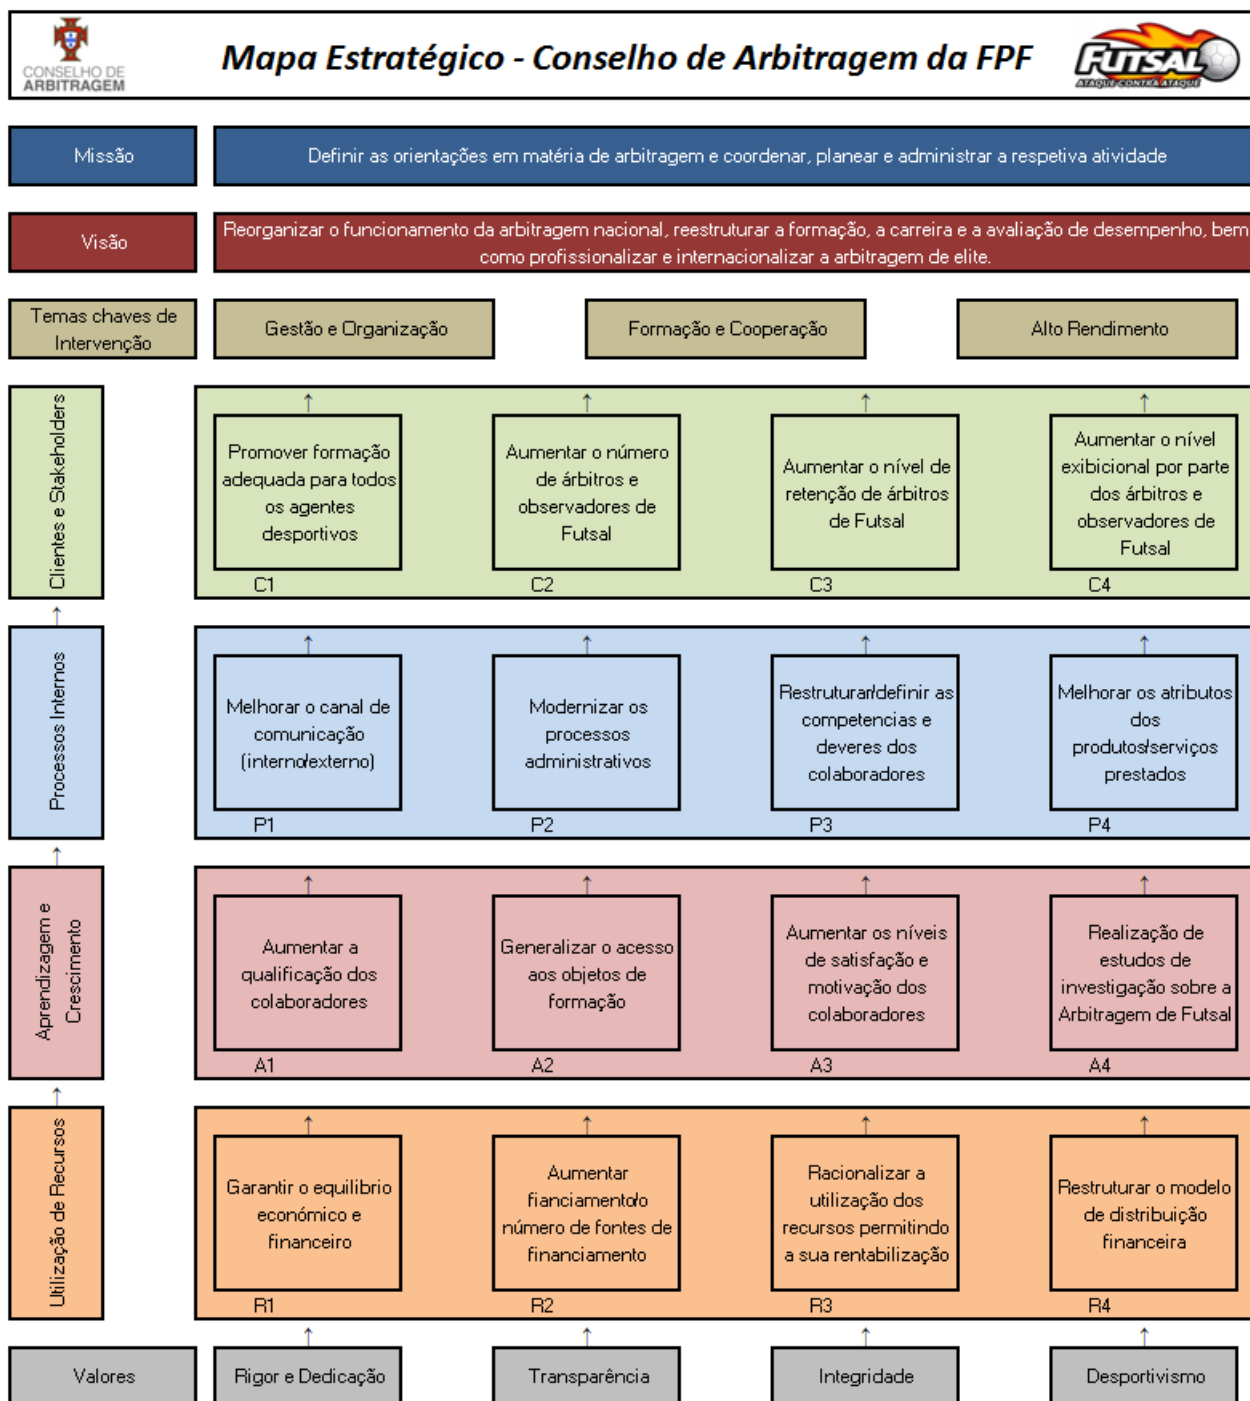 CONSELHO DE
ARBITRAGEM
Mapa Estratégico - Conselho de Arbitragem da FPF
FUTSAL
ATAQUE CONTRA ATAQUE
Missão
Definir as orientações em matéria de arbitragem e coordenar, planear e administrar a respetiva atividade
Visão
Reorganizar o funcionamento da arbitragem nacional, reestruturar a formação, a carreira e a avaliação de desempenho, bem
como profissionalizar e internacionalizar a arbitragem de elite.
Temas chaves de
Intervenção
Gestão e Organização
Formação e Cooperação
Alto Rendimento
Clientes e Stakeholders
↑
Promover formação
adequada para todos
os agentes
desportivos
C1
↑
Aumentar o número
de árbitros e
observadores de
Futsal
C2
↑
Aumentar o nível de
retenção de árbitros
de Futsal
C3
↑
Aumentar o nível
exibicional por parte
dos árbitros e
observadores de
Futsal
C4
↑
Processos Internos
↑
Melhorar o canal de
comunicação
(interno/externo)
P1
↑
Modernizar os
processos
administrativos
P2
↑
Restruturar/definir as
competencias e
deveres dos
colaboradores
P3
↑
Melhorar os atributos
dos
produtos/serviços
prestados
P4
↑
Aprendizagem e
Crescimento
↑
Aumentar a
qualificação dos
colaboradores
A1
↑
Generalizar o acesso
aos objetos de
formação
A2
↑
Aumentar os níveis
de satisfação e
motivação dos
colaboradores
A3
↑
Realização de
estudos de
investigação sobre a
Arbitragem de Futsal
A4
↑
Utilização de Recursos
↑
Garantir o equilibrio
económico e
financeiro
R1
↑
Aumentar
fianciamento/o
número de fontes de
financiamento
R2
↑
Racionalizar a
utilização dos
recursos permitindo
a sua rentabilização
R3
↑
Restruturar o modelo
de distribuição
financeira
R4
↑
↑
↑
↑
Valores
Rigor e Dedicação
Transparência
Integridade
Desportivismo